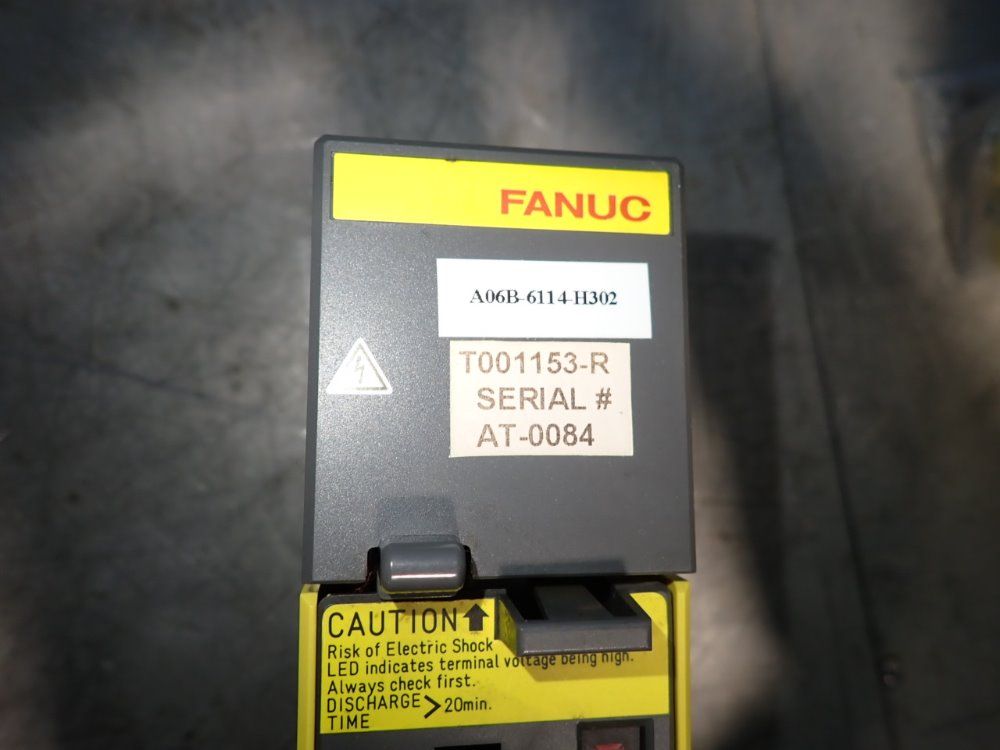 FANUC
A06B-6114-H302
T001153-R
SERIAL #
AT-0084
CAUTION
Risk of Electric Shock
LED indicates terminal voltage being high.
Always check first.
DISCHARGE > 20min.
TIME